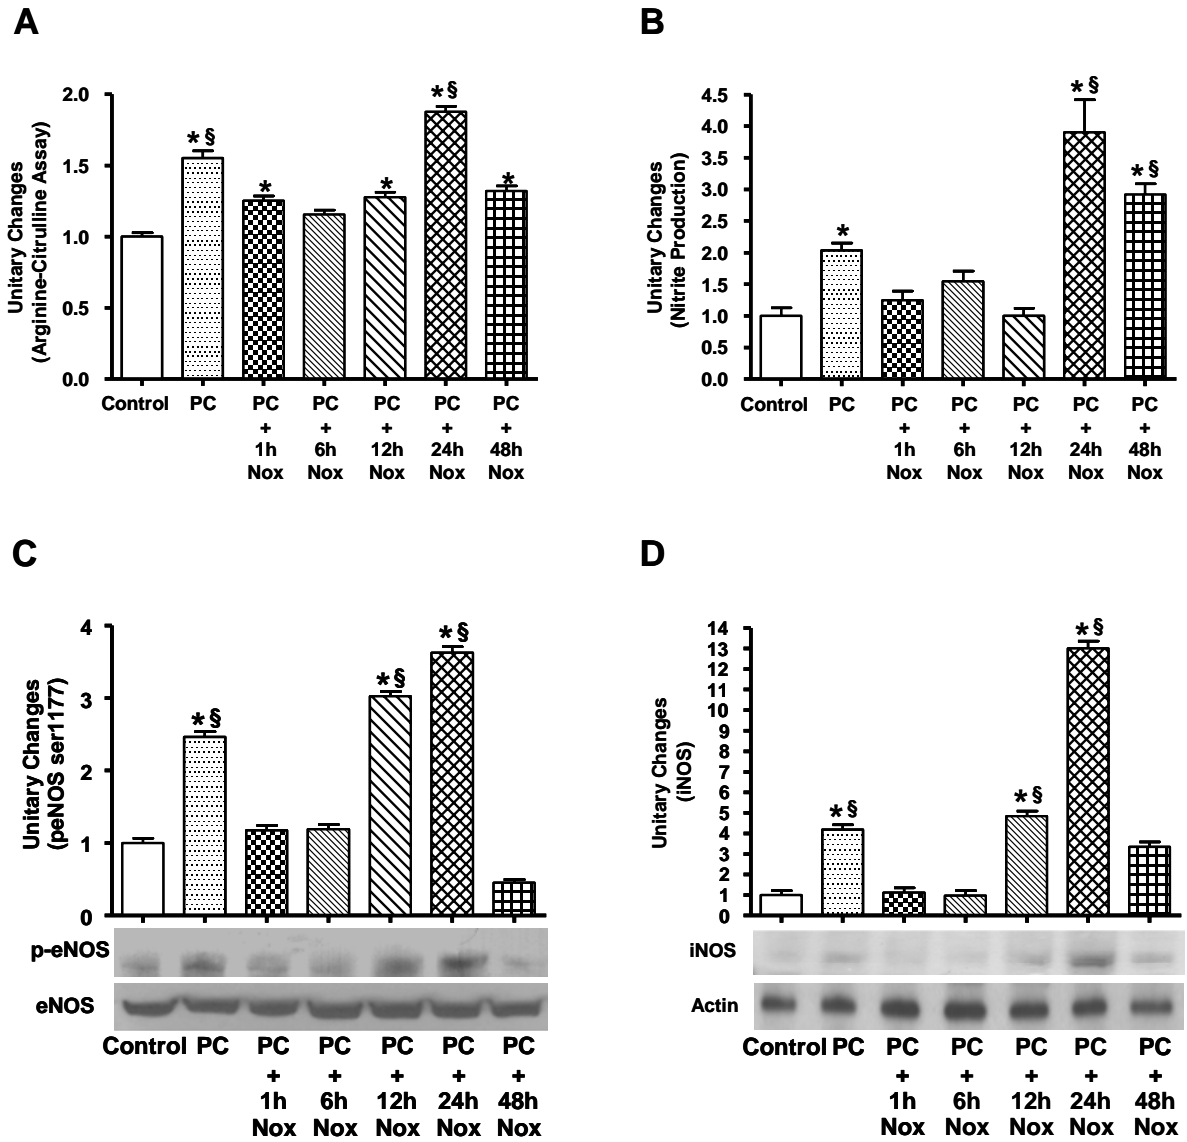 A
Unitary Changes
(Arginine-Citrulline Assay)
2.0
1.5
1.0
0.5
0.0
* §
*
*
* §
*
Control PC PC PC PC PC PC
+ + + + +
1h 6h 12h 24h 48h
Nox Nox Nox Nox Nox
B
Unitary Changes
(Nitrite Production)
4.5
4.0
3.5
3.0
2.5
2.0
1.5
1.0
0.5
0.0
*
* §
* §
Control PC PC PC PC PC PC
+ + + + +
1h 6h 12h 24h 48h
Nox Nox Nox Nox Nox
C
Unitary Changes
(peNOS ser1177)
4
3
2
1
0
* §
* §
* §
p-eNOS
eNOS
Control PC PC PC PC PC PC
+ + + + +
1h 6h 12h 24h 48h
Nox Nox Nox Nox Nox
D
Unitary Changes
(iNOS)
14
13
12
11
10
9
8
7
6
5
4
3
2
1
0
* §
* §
* §
iNOS
Actin
Control PC PC PC PC PC PC
+ + + + +
1h 6h 12h 24h 48h
Nox Nox Nox Nox Nox